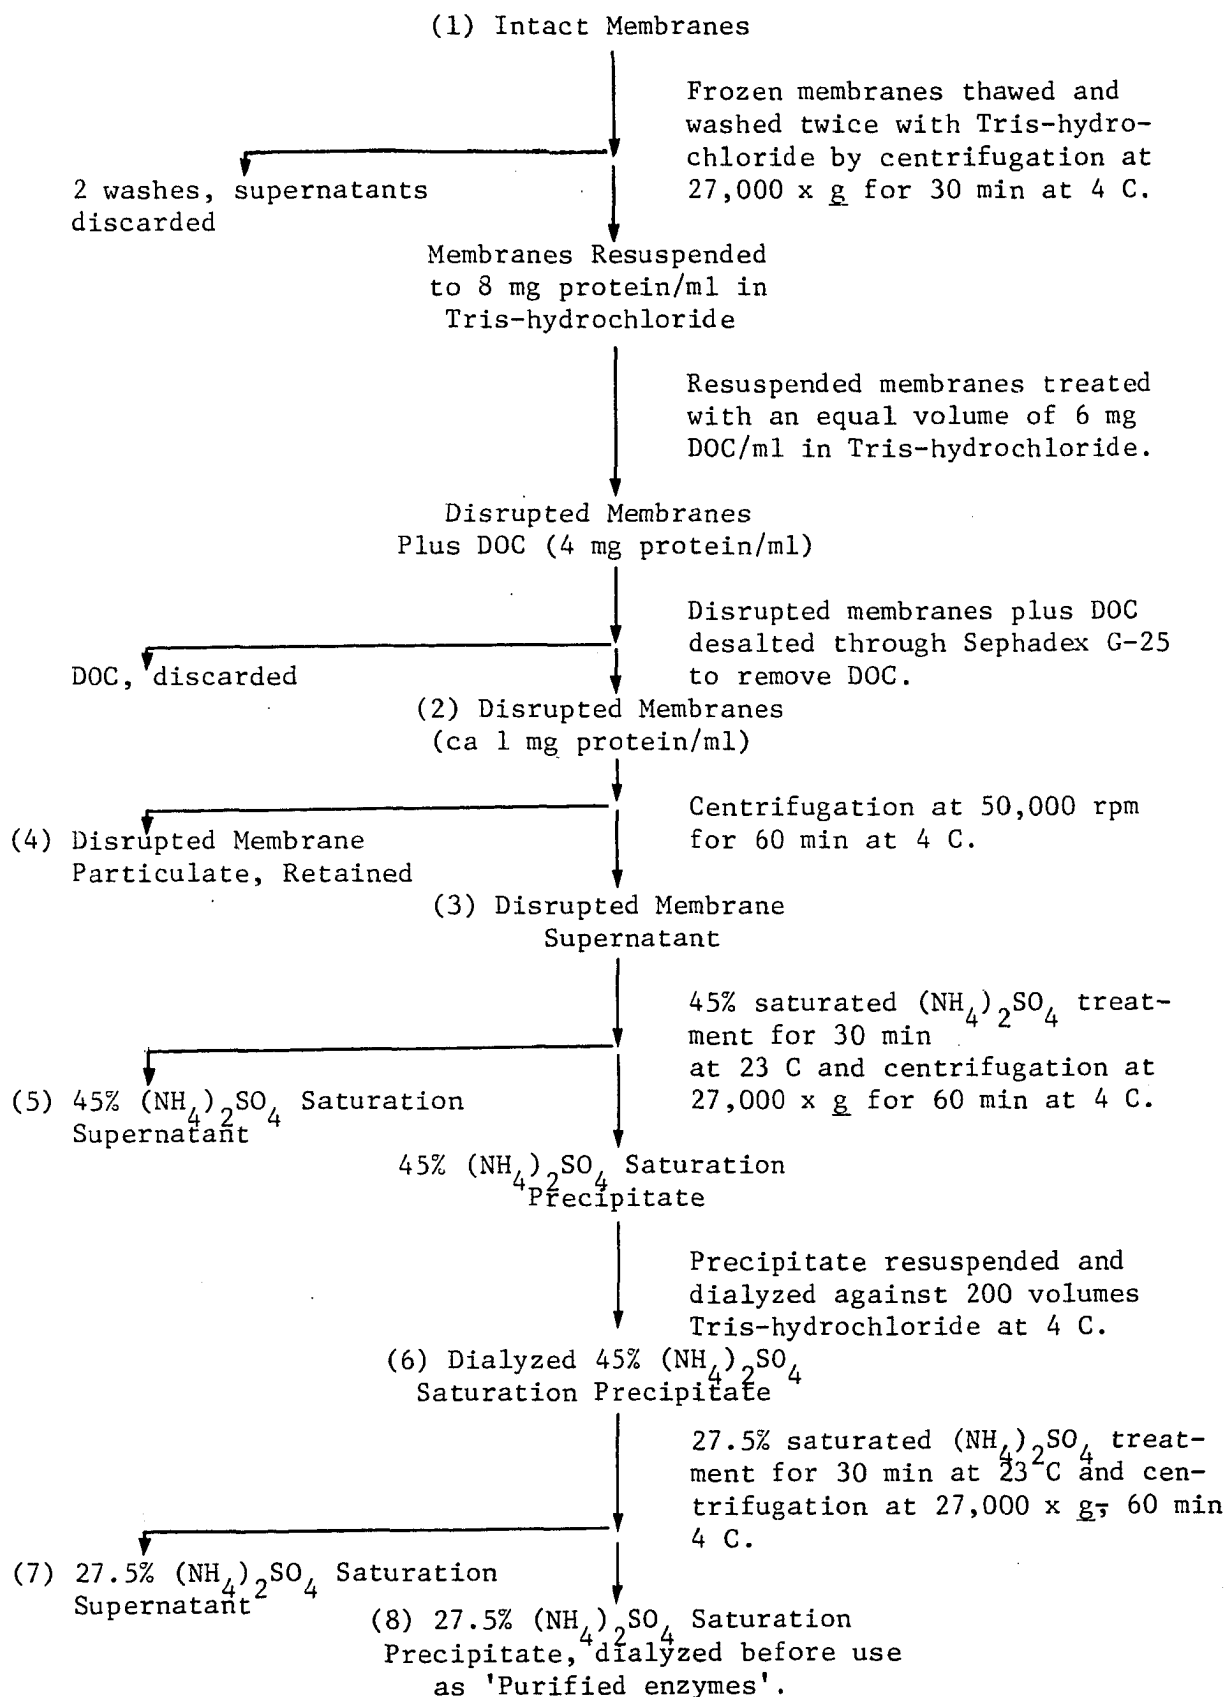 (1) Intact Membranes
Frozen membranes thawed and
washed twice with Tris-hydro-
chloride by centrifugation at
27,000 x g for 30 min at 4 C.
2 washes, supernatants
discarded
Membranes Resuspended
to 8 mg protein/ml in
Tris-hydrochloride
Resuspended membranes treated
with an equal volume of 6 mg
DOC/ml in Tris-hydrochloride.
Disrupted Membranes
Plus DOC (4 mg protein/ml)
Disrupted membranes plus DOC
desalted through Sephadex G-25
to remove DOC.
DOC, discarded
(2) Disrupted Membranes
(ca 1 mg protein/ml)
Centrifugation at 50,000 rpm
for 60 min at 4 C.
(4) Disrupted Membrane
Particulate, Retained
(3) Disrupted Membrane
Supernatant
45% saturated (NH4)2SO4 treat-
ment for 30 min
at 23 C and centrifugation at
27,000 x g for 60 min at 4 C.
(5) 45% (NH4)2SO4 Saturation
Supernatant
45% (NH4)2SO4 Saturation
Precipitate
Precipitate resuspended and
dialyzed against 200 volumes
Tris-hydrochloride at 4 C.
(6) Dialyzed 45% (NH4)2SO4
Saturation Precipitate
27.5% saturated (NH4)2SO4 treat-
ment for 30 min at 23 C and cen-
trifugation at 27,000 x g, 60 min
4 C.
(7) 27.5% (NH4)2SO4 Saturation
Supernatant
(8) 27.5% (NH4)2SO4 Saturation
Precipitate, dialyzed before use
as 'Purified enzymes'.